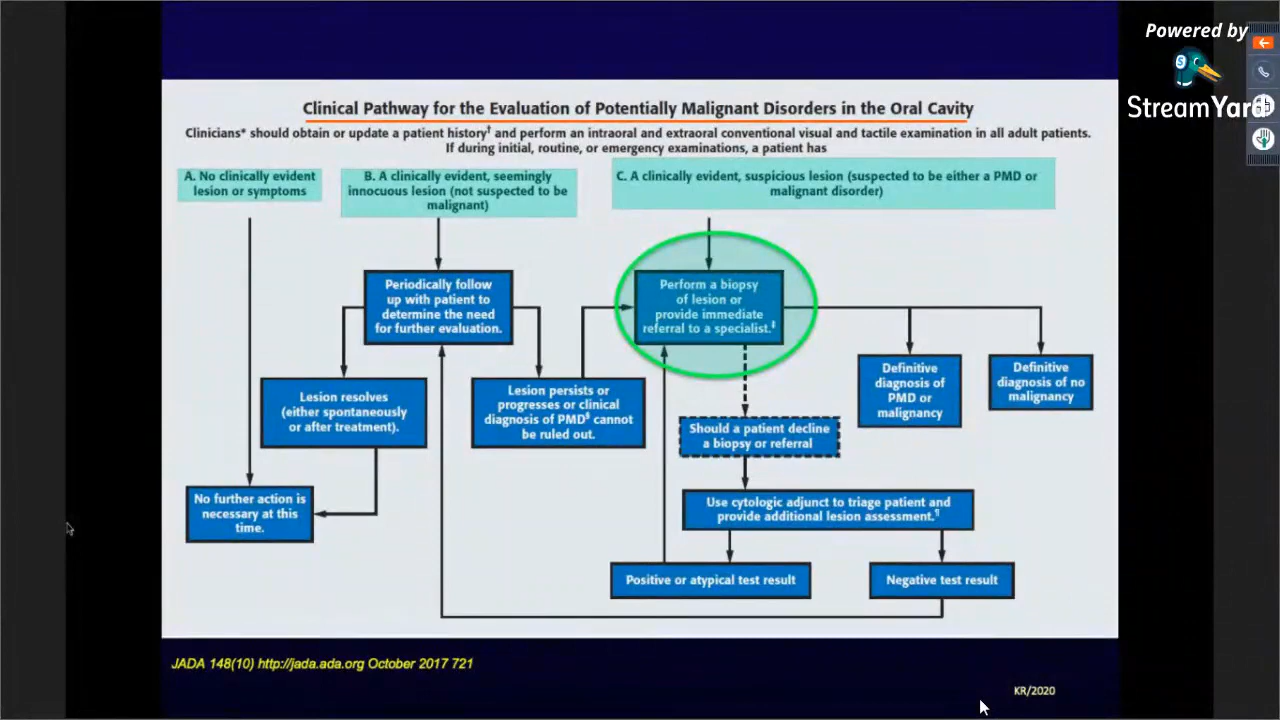 Powered by
StreamYard
Clinical Pathway for the Evaluation of Potentially Malignant Disorders in the Oral Cavity
Clinicians* should obtain or update a patient history† and perform an intraoral and extraoral conventional visual and tactile examination in all adult patients.
If during initial, routine, or emergency examinations, a patient has
A. No clinically evident
lesion or symptoms
B. A clinically evident, seemingly
innocuous lesion (not suspected to be
malignant)
C. A clinically evident, suspicious lesion (suspected to be either a PMD or
malignant disorder)
Periodically follow
up with patient to
determine the need
for further evaluation.
Perform a biopsy
of lesion or
provide immediate
referral to a specialist.‡
Lesion resolves
(either spontaneously
or after treatment).
Lesion persists or
progresses or clinical
diagnosis of PMD§ cannot
be ruled out.
Definitive
diagnosis of
PMD or
malignancy
Definitive
diagnosis of no
malignancy
Should a patient decline
a biopsy or referral
No further action is
necessary at this
time.
Use cytologic adjunct to triage patient and
provide additional lesion assessment.¶
Positive or atypical test result
Negative test result
JADA 148(10) http://jada.ada.org October 2017 721
KR/2020